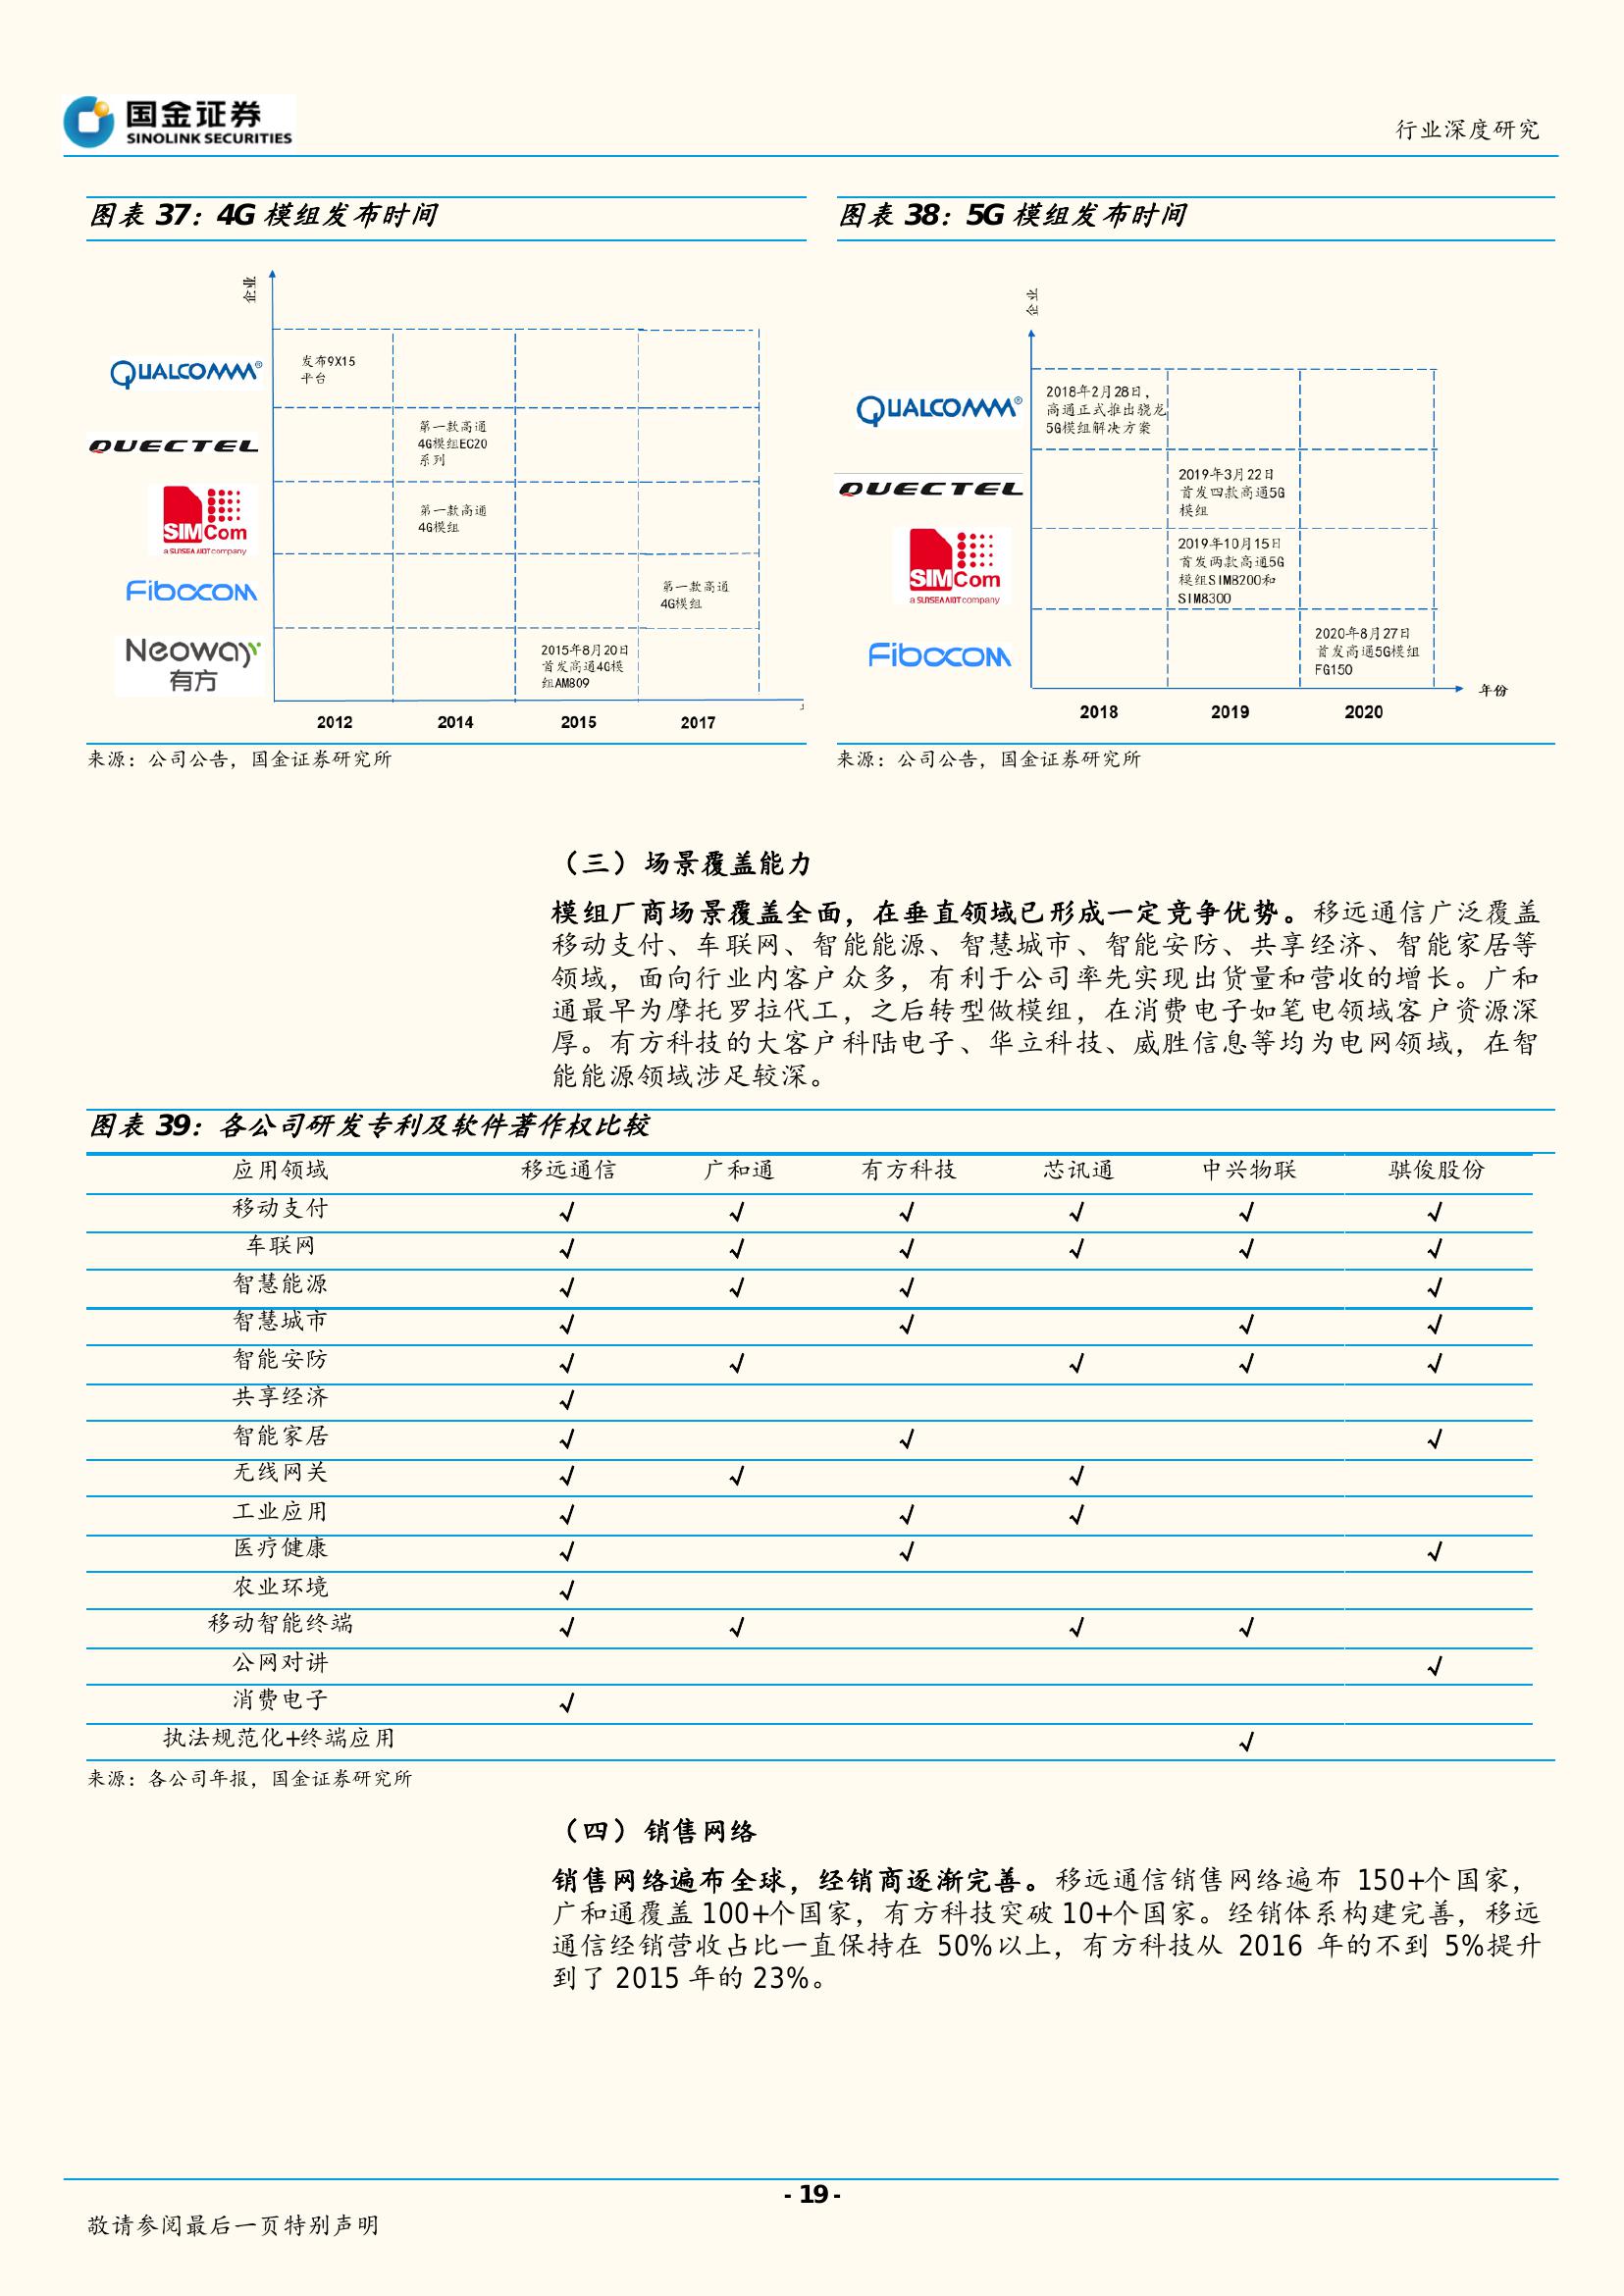 国金证券
SINOLINK SECURITIES
行业深度研究
图表 37：4G 模组发布时间
企业
QUALCOMM®
发布9X15
平台
QUECTEL
第一款高通
4G模组EC20
系列
SIMCom
a SUNSEA AIOT company
第一款高通
4G模组
Fibocom
第一款高通
4G模组
Neoway
有方
2015年8月20日
首发高通4G模
组AM809
2012 2014 2015 2017
来源：公司公告，国金证券研究所
图表 38：5G 模组发布时间
企业
QUALCOMM®
2018年2月28日，
高通正式推出骁龙
5G模组解决方案
QUECTEL
2019年3月22日
首发四款高通5G
模组
SIMCom
a SUNSEA AIOT company
2019年10月15日
首发两款高通5G
模组SIM8200和
SIM8300
Fibocom
2020年8月27日
首发高通5G模组
FG150
年份
2018 2019 2020
来源：公司公告，国金证券研究所
（三）场景覆盖能力
模组厂商场景覆盖全面，在垂直领域已形成一定竞争优势。移远通信广泛覆盖
移动支付、车联网、智能能源、智慧城市、智能安防、共享经济、智能家居等
领域，面向行业内客户众多，有利于公司率先实现出货量和营收的增长。广和
通最早为摩托罗拉代工，之后转型做模组，在消费电子如笔电领域客户资源深
厚。有方科技的大客户科陆电子、华立科技、威胜信息等均为电网领域，在智
能能源领域涉足较深。
图表 39：各公司研发专利及软件著作权比较
应用领域 移远通信 广和通 有方科技 芯讯通 中兴物联 骐俊股份
移动支付 √ √ √ √ √ √
车联网 √ √ √ √ √ √
智慧能源 √ √ √ √
智慧城市 √ √ √ √
智能安防 √ √ √ √ √
共享经济 √
智能家居 √ √ √
无线网关 √ √ √
工业应用 √ √ √
医疗健康 √ √ √
农业环境 √
移动智能终端 √ √ √ √
公网对讲 √
消费电子 √
执法规范化+终端应用 √
来源：各公司年报，国金证券研究所
（四）销售网络
销售网络遍布全球，经销商逐渐完善。移远通信销售网络遍布 150+个国家，
广和通覆盖 100+个国家，有方科技突破 10+个国家。经销体系构建完善，移远
通信经销营收占比一直保持在 50%以上，有方科技从 2016 年的不到 5%提升
到了 2015 年的 23%。
- 19 -
敬请参阅最后一页特别声明